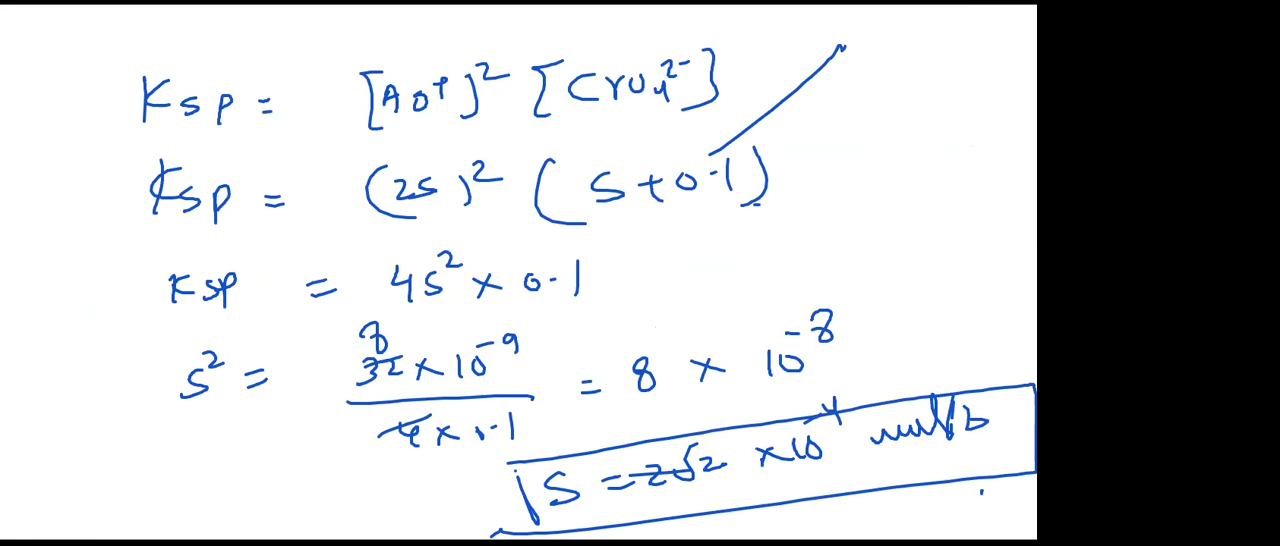 Ksp = [Ag⁺]² [CrO₄²⁻]
Ksp = (2s)² (s + 0.1)
Ksp = 4s² × 0.1
s² = 8 32 × 10⁻⁹ / 4 × 0.1 = 8 × 10⁻⁸
S = 2√2 × 10⁻⁴ mol/L